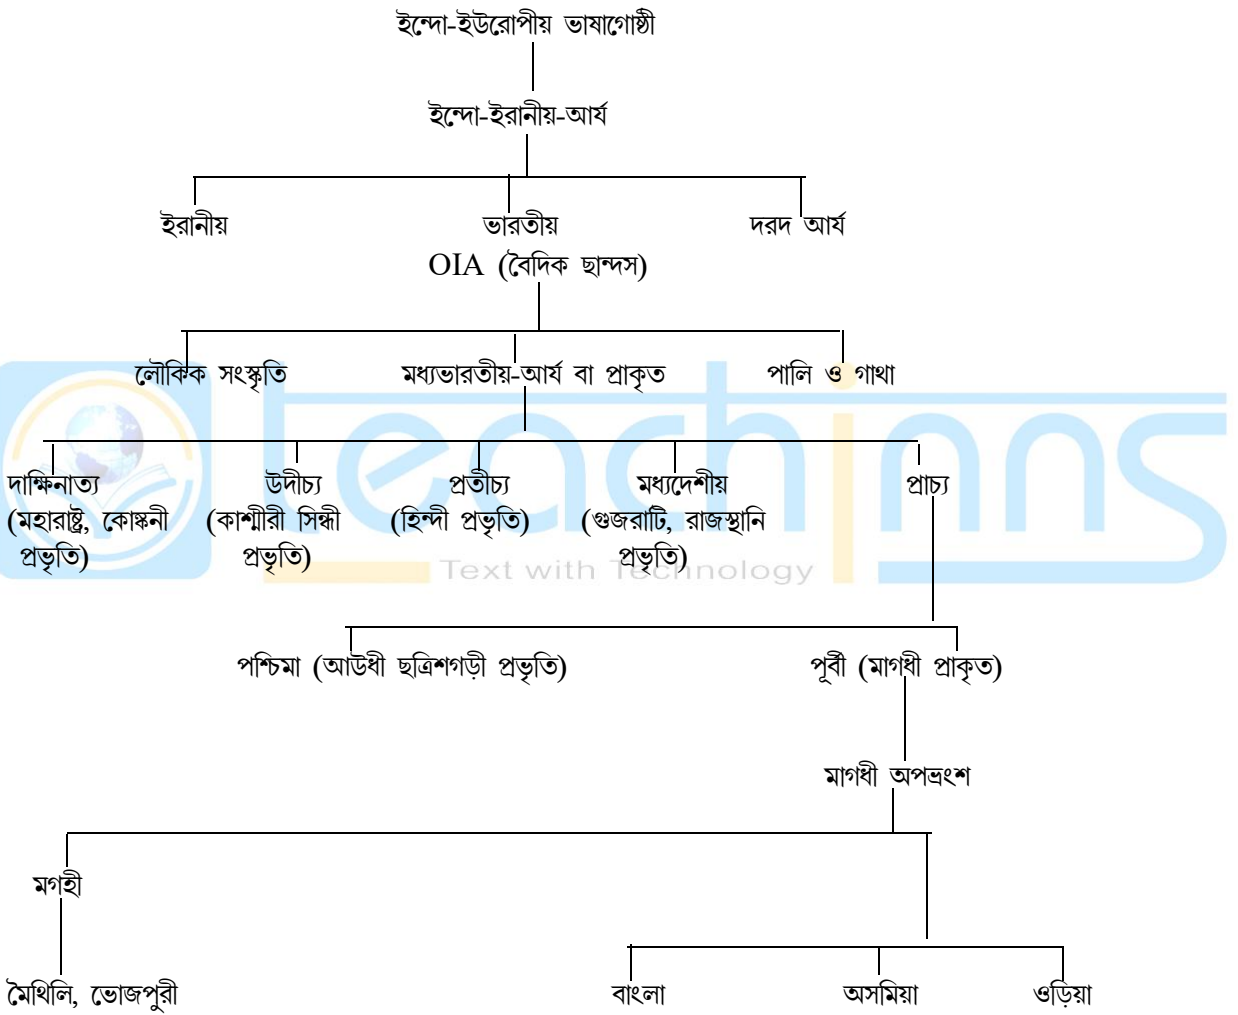 ইন্দো-ইউরোপীয় ভাষাগোষ্ঠী
ইন্দো-ইরানীয়-আর্য
ইরানীয় ভারতীয় দরদ আর্য
OIA (বৈদিক ছান্দস)
লৌকিক সংস্কৃতি মধ্যভারতীয়-আর্য বা প্রাকৃত পালি ও গাথা
teachinns
দাক্ষিনাত্য উদীচ্য প্রতীচ্য মধ্যদেশীয় প্রাচ্য
(মহারাষ্ট্র, কোঙ্কনী (কাশ্মীরী সিন্ধী (হিন্দী প্রভৃতি) (গুজরাটি, রাজস্থানি
প্রভৃতি) প্রভৃতি) প্রভৃতি)
Text with Technology
পশ্চিমা (আউধী ছত্রিশগড়ী প্রভৃতি) পূর্বী (মাগধী প্রাকৃত)
মাগধী অপভ্রংশ
মগহী
মৈথিলি, ভোজপুরী বাংলা অসমিয়া ওড়িয়া